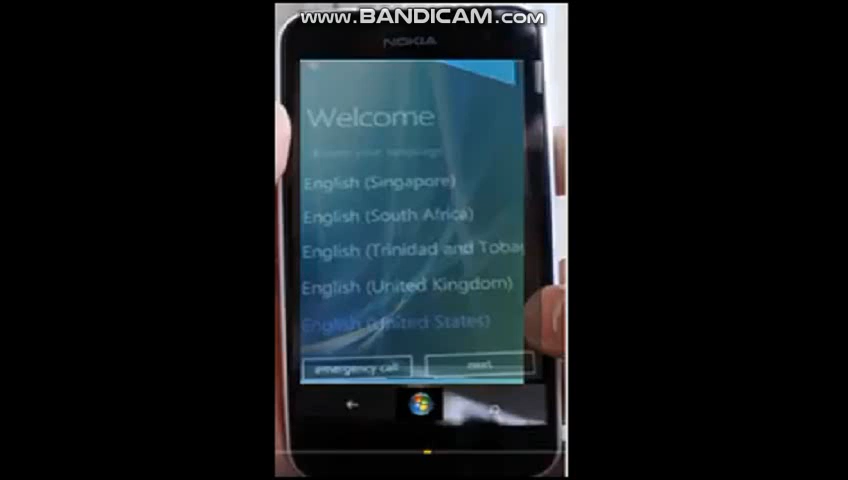 www.BANDICAM.com
NOKIA
Welcome
English (Singapore)
English (South Africa)
English (Trinidad and Tobag
English (United Kingdom)
English (United States)
emergency call
next